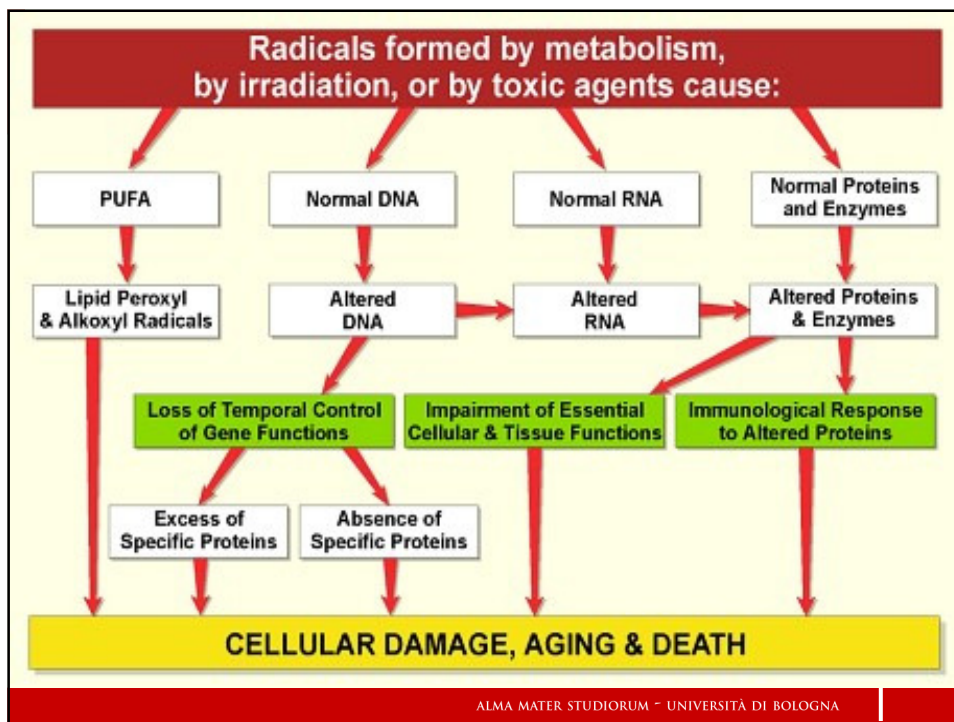 Radicals formed by metabolism,
by irradiation, or by toxic agents cause:
PUFA
Normal DNA
Normal RNA
Normal Proteins
and Enzymes
Lipid Peroxyl
& Alkoxyl Radicals
Altered
DNA
Altered
RNA
Altered Proteins
& Enzymes
Loss of Temporal Control
of Gene Functions
Impairment of Essential
Cellular & Tissue Functions
Immunological Response
to Altered Proteins
Excess of
Specific Proteins
Absence of
Specific Proteins
CELLULAR DAMAGE, AGING & DEATH
ALMA MATER STUDIORUM ~ UNIVERSITÀ DI BOLOGNA